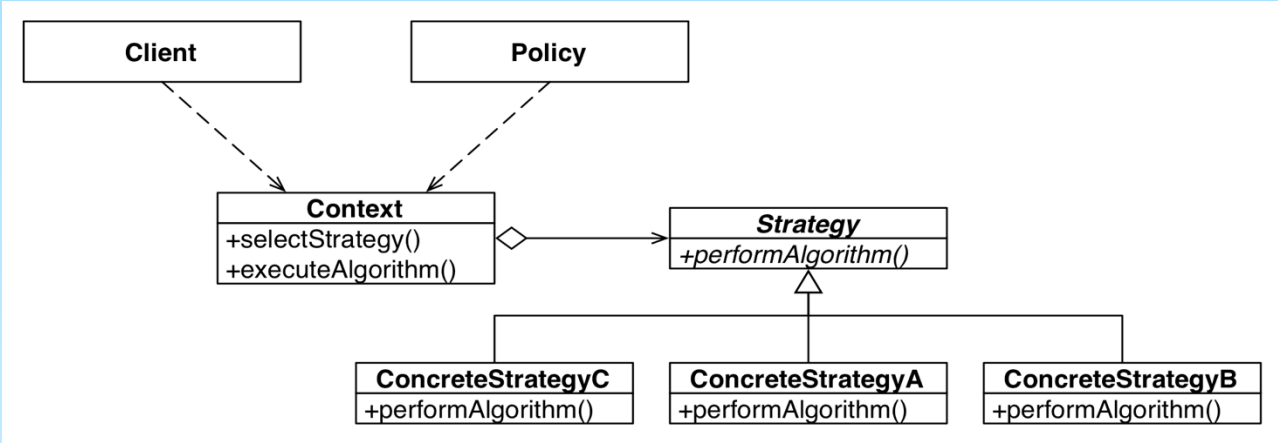 Client
Policy
Context
+selectStrategy()
+executeAlgorithm()
Strategy
+performAlgorithm()
ConcreteStrategyC
+performAlgorithm()
ConcreteStrategyA
+performAlgorithm()
ConcreteStrategyB
+performAlgorithm()